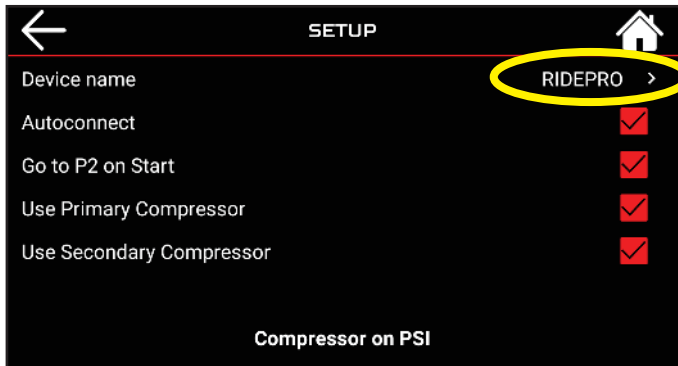 SETUP
Device name RIDEPRO >
Autoconnect
Go to P2 on Start
Use Primary Compressor
Use Secondary Compressor
Compressor on PSI